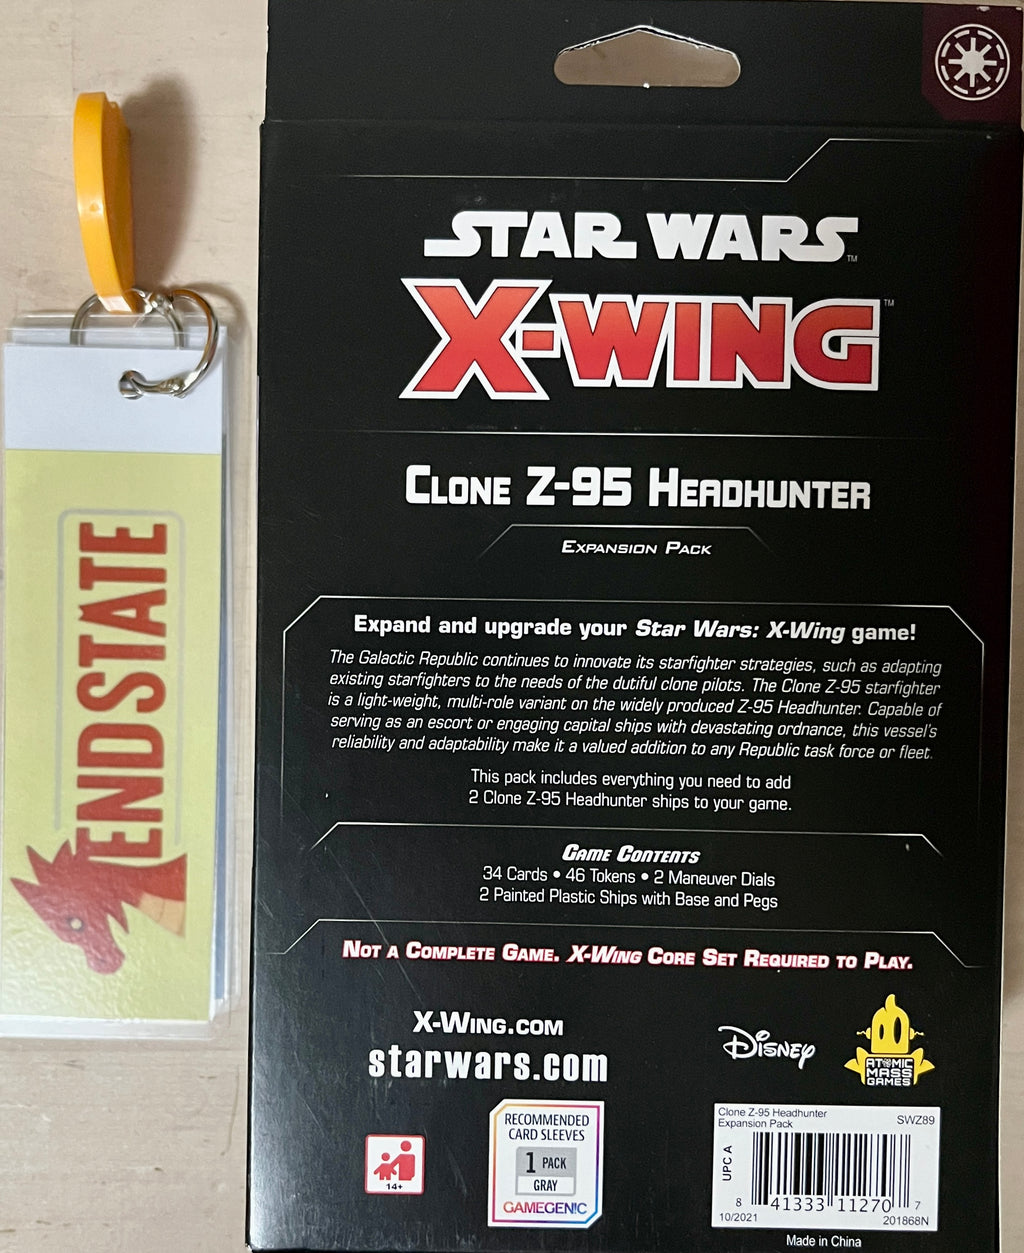 ENDSTATE
STAR WARS™
X-WING™
CLONE Z-95 HEADHUNTER
EXPANSION PACK
Expand and upgrade your Star Wars: X-Wing game!
The Galactic Republic continues to innovate its starfighter strategies, such as adapting
existing starfighters to the needs of the dutiful clone pilots. The Clone Z-95 starfighter
is a light-weight, multi-role variant on the widely produced Z-95 Headhunter. Capable of
serving as an escort or engaging capital ships with devastating ordnance, this vessel's
reliability and adaptability make it a valued addition to any Republic task force or fleet.
This pack includes everything you need to add
2 Clone Z-95 Headhunter ships to your game.
GAME CONTENTS
34 Cards • 46 Tokens • 2 Maneuver Dials
2 Painted Plastic Ships with Base and Pegs
NOT A COMPLETE GAME. X-WING CORE SET REQUIRED TO PLAY.
X-WING.COM
starwars.com
DISNEY
ATOMIC
MASS
GAMES
14+
RECOMMENDED
CARD SLEEVES
1 PACK
GRAY
GAMEGENIC
Clone Z-95 Headhunter
Expansion Pack
SWZ89
UPC A
8 41333 11270 7
10/2021
201868N
Made in China